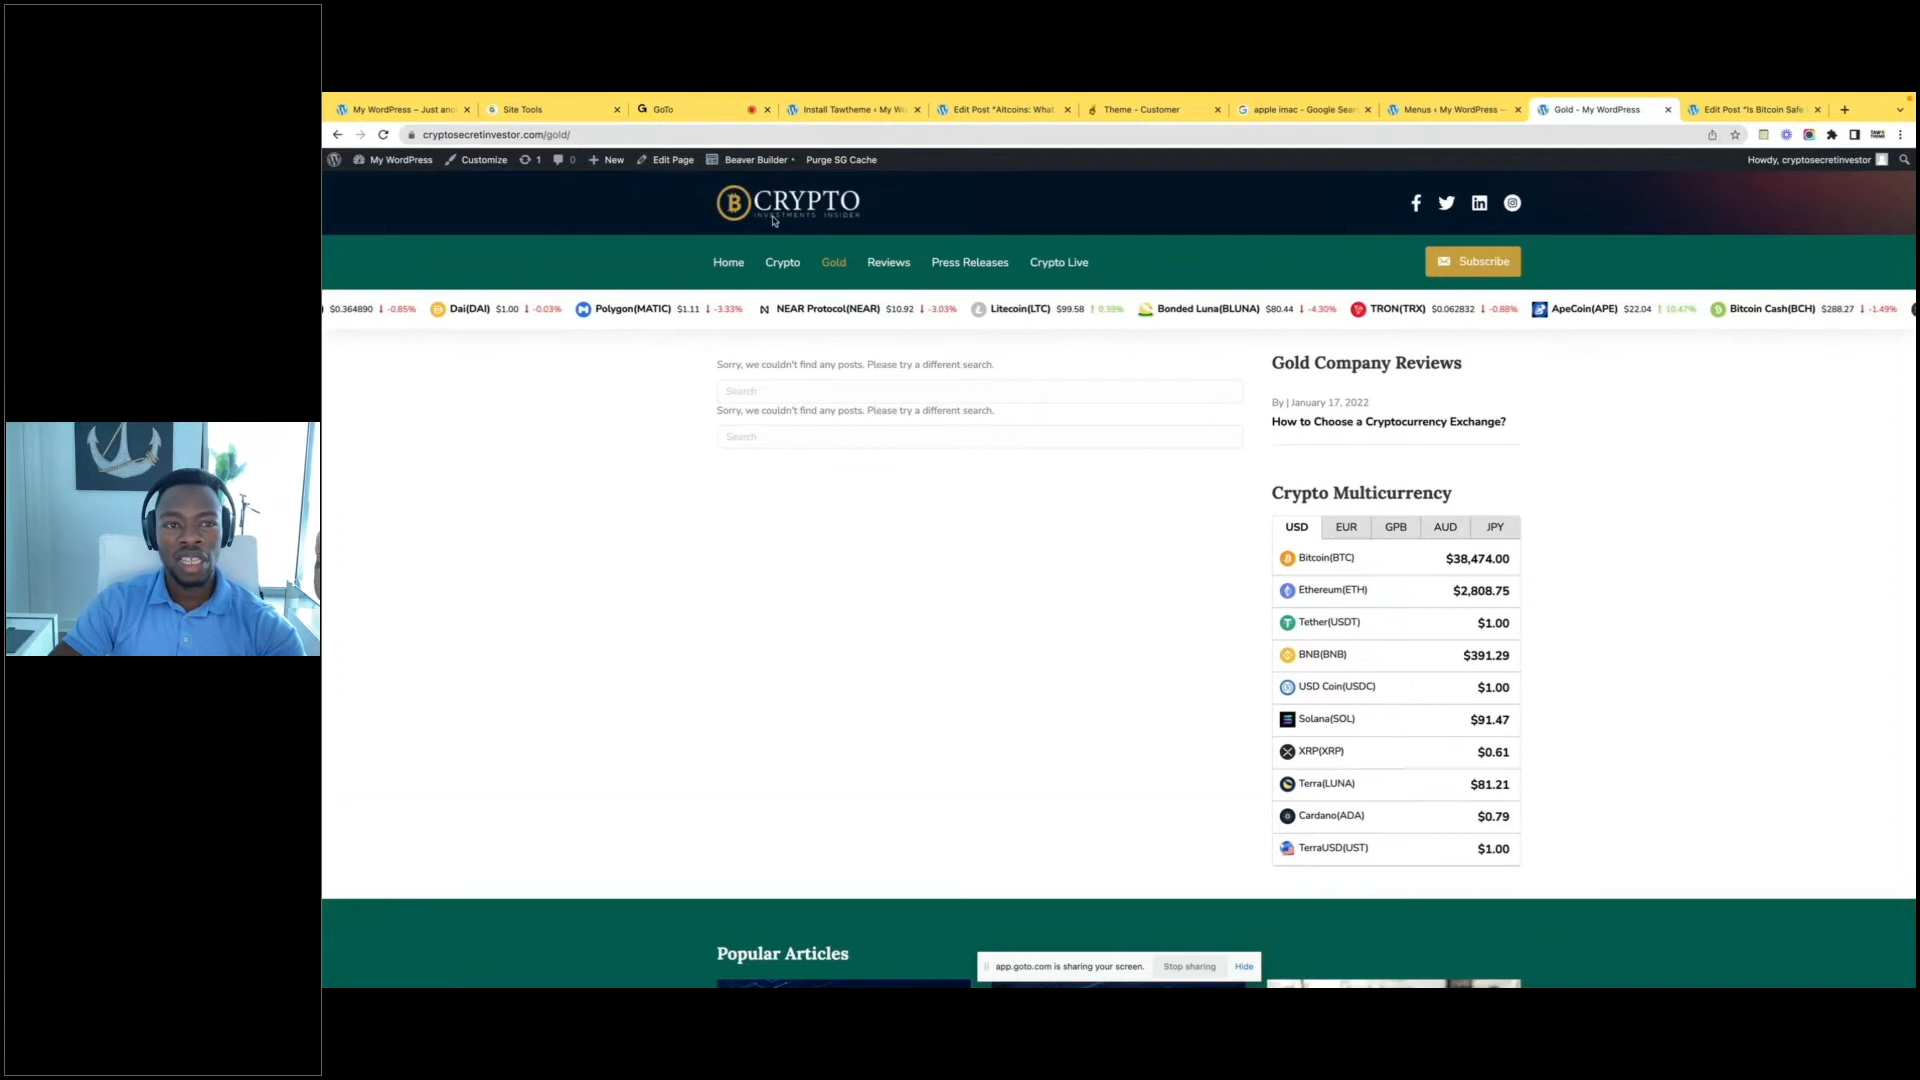 My WordPress – Just ano
Site Tools
GoTo
Install Tawtheme ‹ My Wo
Edit Post "Altcoins: What
Theme - Customer
apple imac - Google Sear
Menus ‹ My WordPress —
Gold - My WordPress
Edit Post "Is Bitcoin Safe
cryptosecretinvestor.com/gold/
My WordPress
Customize
1
0
New
Edit Page
Beaver Builder
Purge SG Cache
Howdy, cryptosecretinvestor
CRYPTO
INVESTMENTS INSIDER
Home
Crypto
Gold
Reviews
Press Releases
Crypto Live
Subscribe
) $0.364890 ↓ -0.85%
Dai(DAI) $1.00 ↓ -0.03%
Polygon(MATIC) $1.11 ↓ -3.33%
NEAR Protocol(NEAR) $10.92 ↓ -3.03%
Litecoin(LTC) $99.58 ↑ 0.39%
Bonded Luna(BLUNA) $80.44 ↓ -4.30%
TRON(TRX) $0.062832 ↓ -0.88%
ApeCoin(APE) $22.04 ↑ 10.47%
Bitcoin Cash(BCH) $288.27 ↓ -1.49%
Sorry, we couldn't find any posts. Please try a different search.
Search
Sorry, we couldn't find any posts. Please try a different search.
Search
Gold Company Reviews
By | January 17, 2022
How to Choose a Cryptocurrency Exchange?
Crypto Multicurrency
USD EUR GPB AUD JPY
Bitcoin(BTC) $38,474.00
Ethereum(ETH) $2,808.75
Tether(USDT) $1.00
BNB(BNB) $391.29
USD Coin(USDC) $1.00
Solana(SOL) $91.47
XRP(XRP) $0.61
Terra(LUNA) $81.21
Cardano(ADA) $0.79
TerraUSD(UST) $1.00
Popular Articles
app.goto.com is sharing your screen.
Stop sharing
Hide